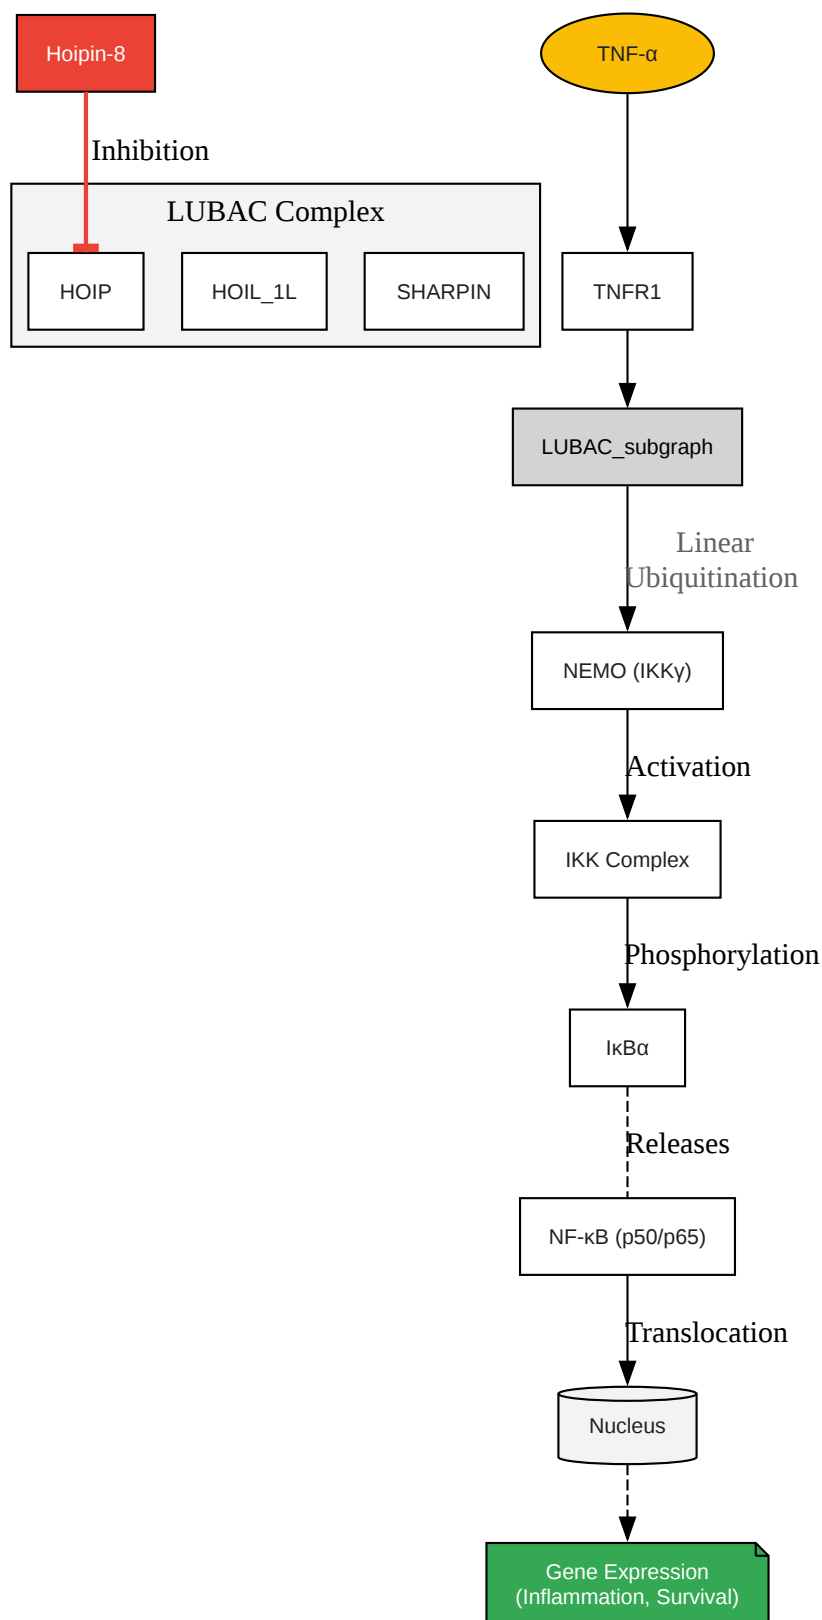 Hoipin-8
TNF-α
Inhibition
LUBAC Complex
HOIP
HOIL_1L
SHARPIN
TNFR1
LUBAC_subgraph
Linear
Ubiquitination
NEMO (IKKγ)
Activation
IKK Complex
Phosphorylation
IκBα
Releases
NF-κB (p50/p65)
Translocation
Nucleus
Gene Expression
(Inflammation, Survival)